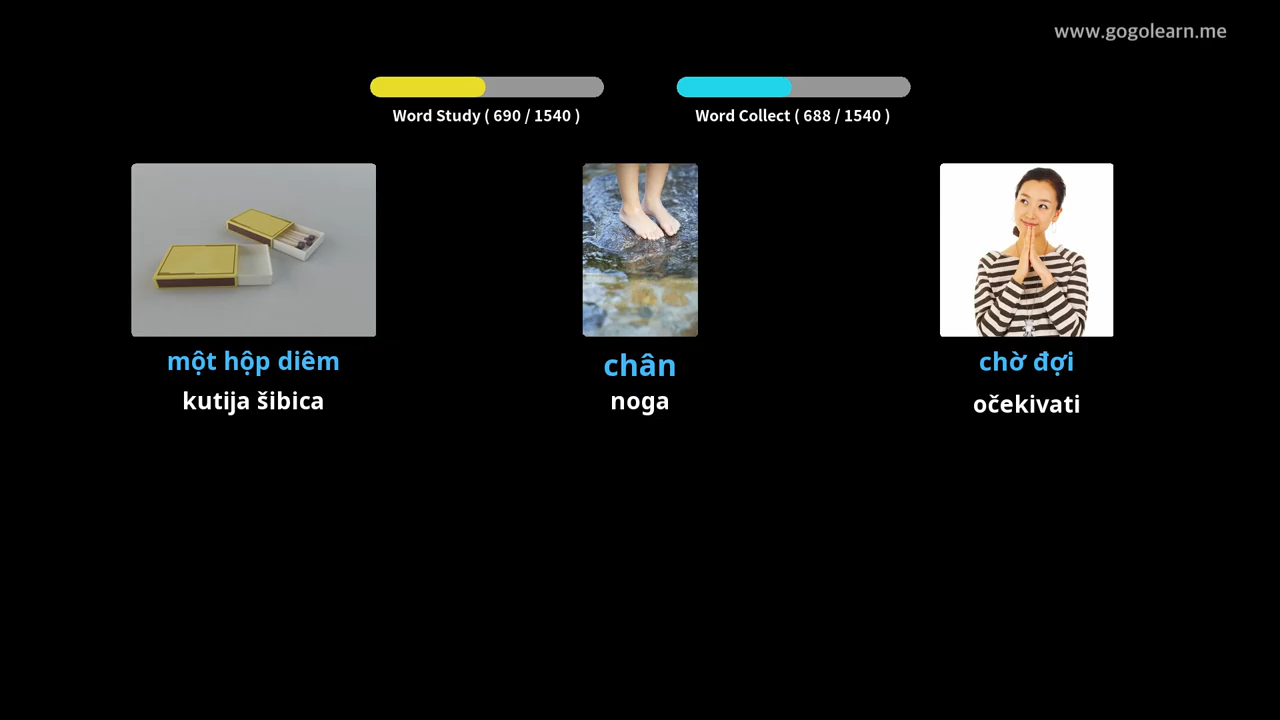 www.gogolearn.me
Word Study ( 690 / 1540 )
Word Collect ( 688 / 1540 )
một hộp diêm
kutija šibica
chân
noga
chờ đợi
očekivati